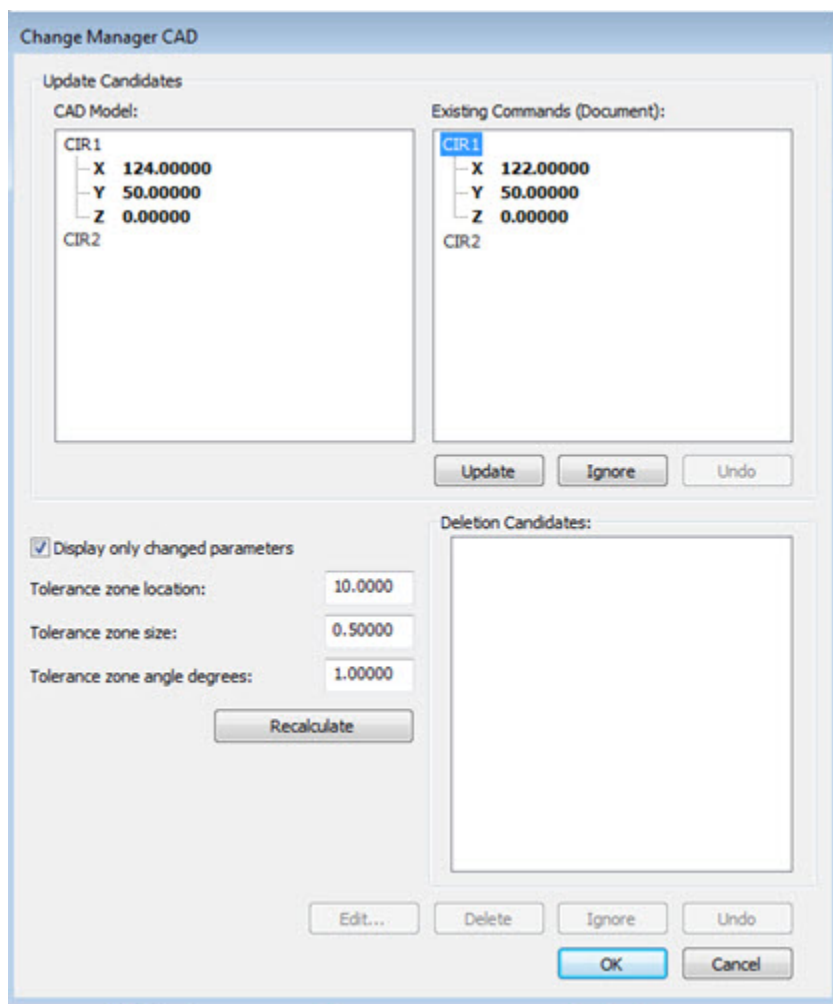 Change Manager CAD
Update Candidates
CAD Model:
CIR1
X 124.00000
Y 50.00000
Z 0.00000
CIR2
Existing Commands (Document):
CIR1
X 122.00000
Y 50.00000
Z 0.00000
CIR2
Update Ignore Undo
Display only changed parameters
Tolerance zone location: 10.0000
Tolerance zone size: 0.50000
Tolerance zone angle degrees: 1.00000
Recalculate
Deletion Candidates:
Edit... Delete Ignore Undo
OK Cancel